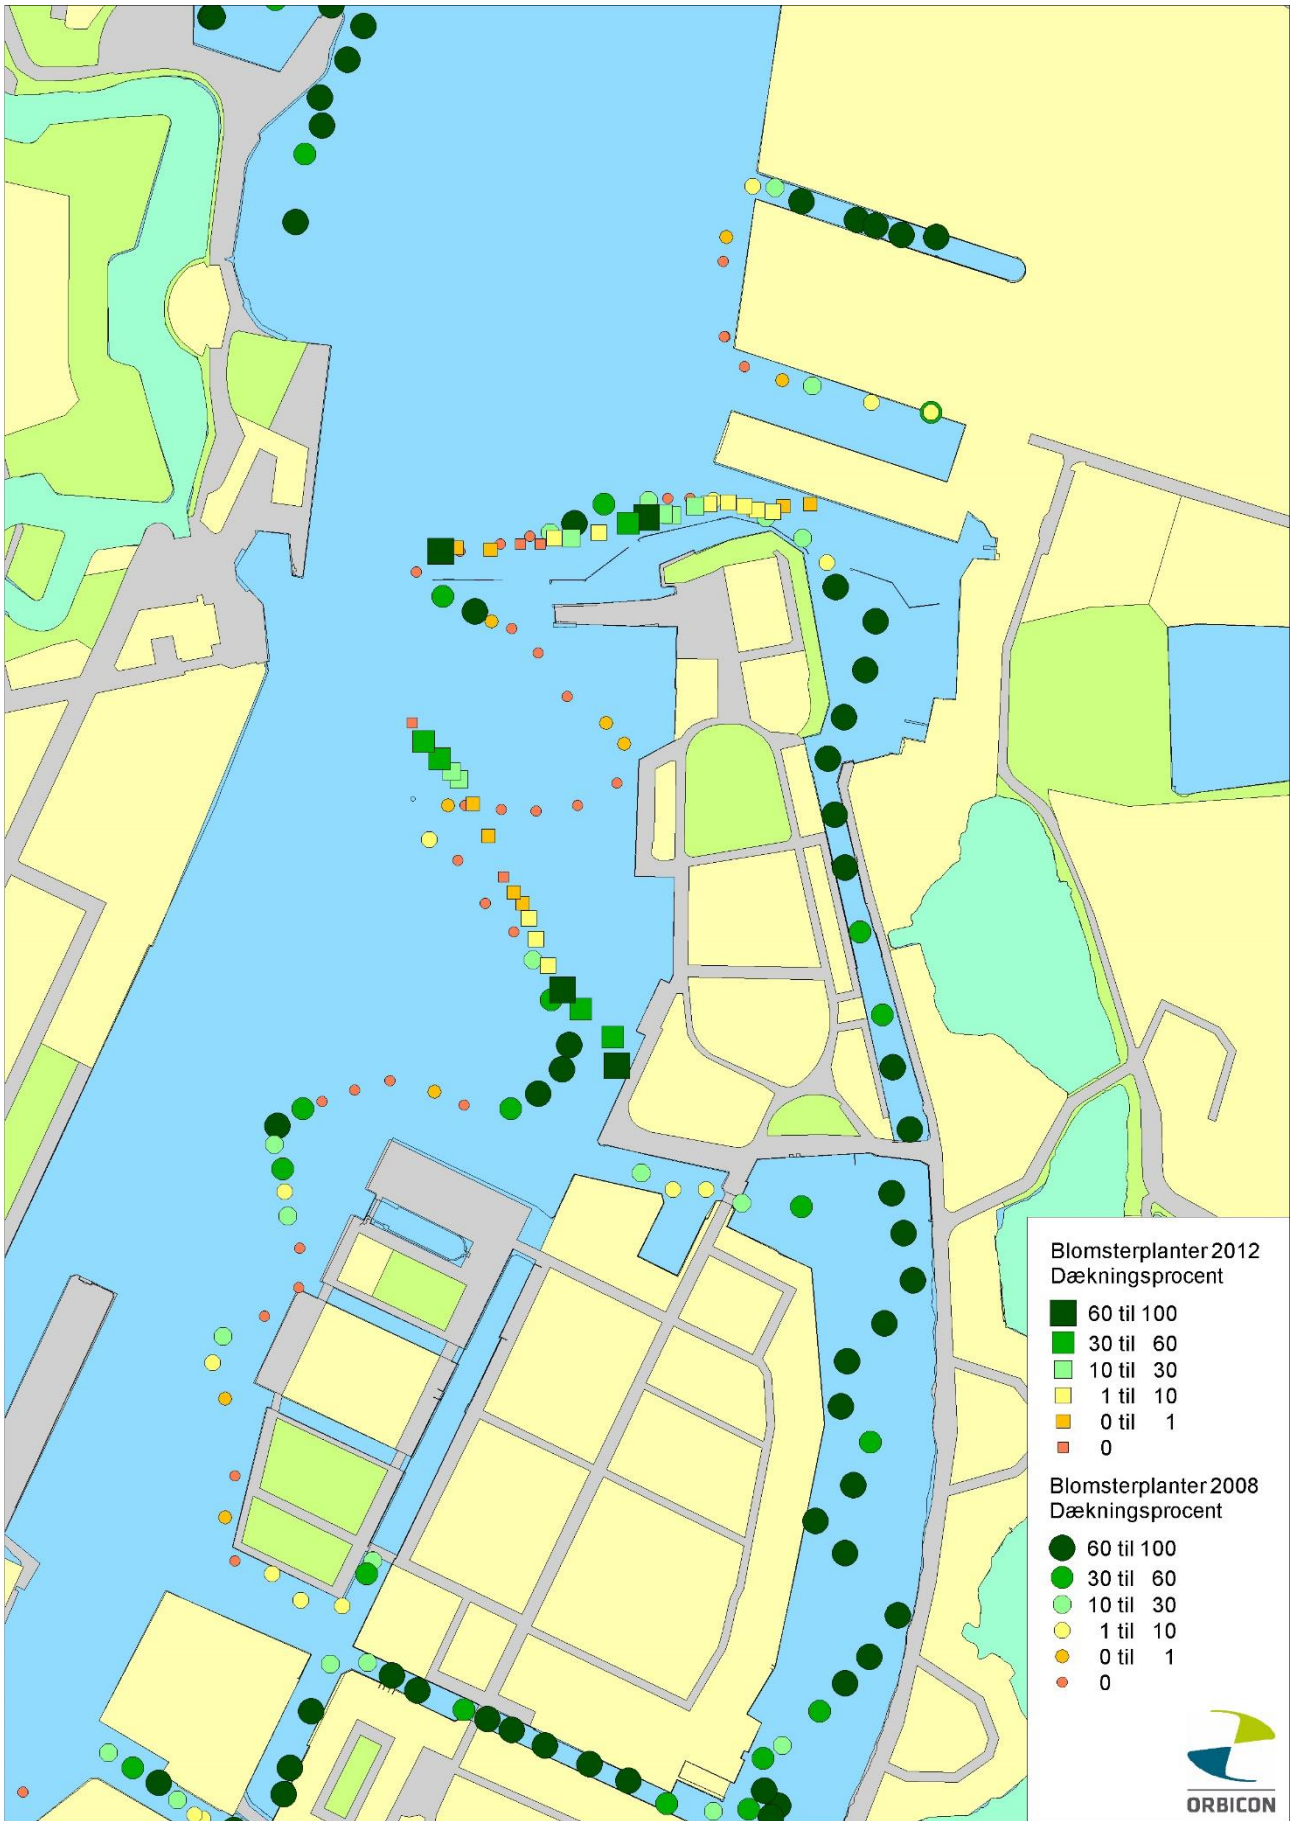 Blomsterplanter 2012
Dækningsprocent
60 til 100
30 til 60
10 til 30
1 til 10
0 til 1
0
Blomsterplanter 2008
Dækningsprocent
60 til 100
30 til 60
10 til 30
1 til 10
0 til 1
0
ORBICON